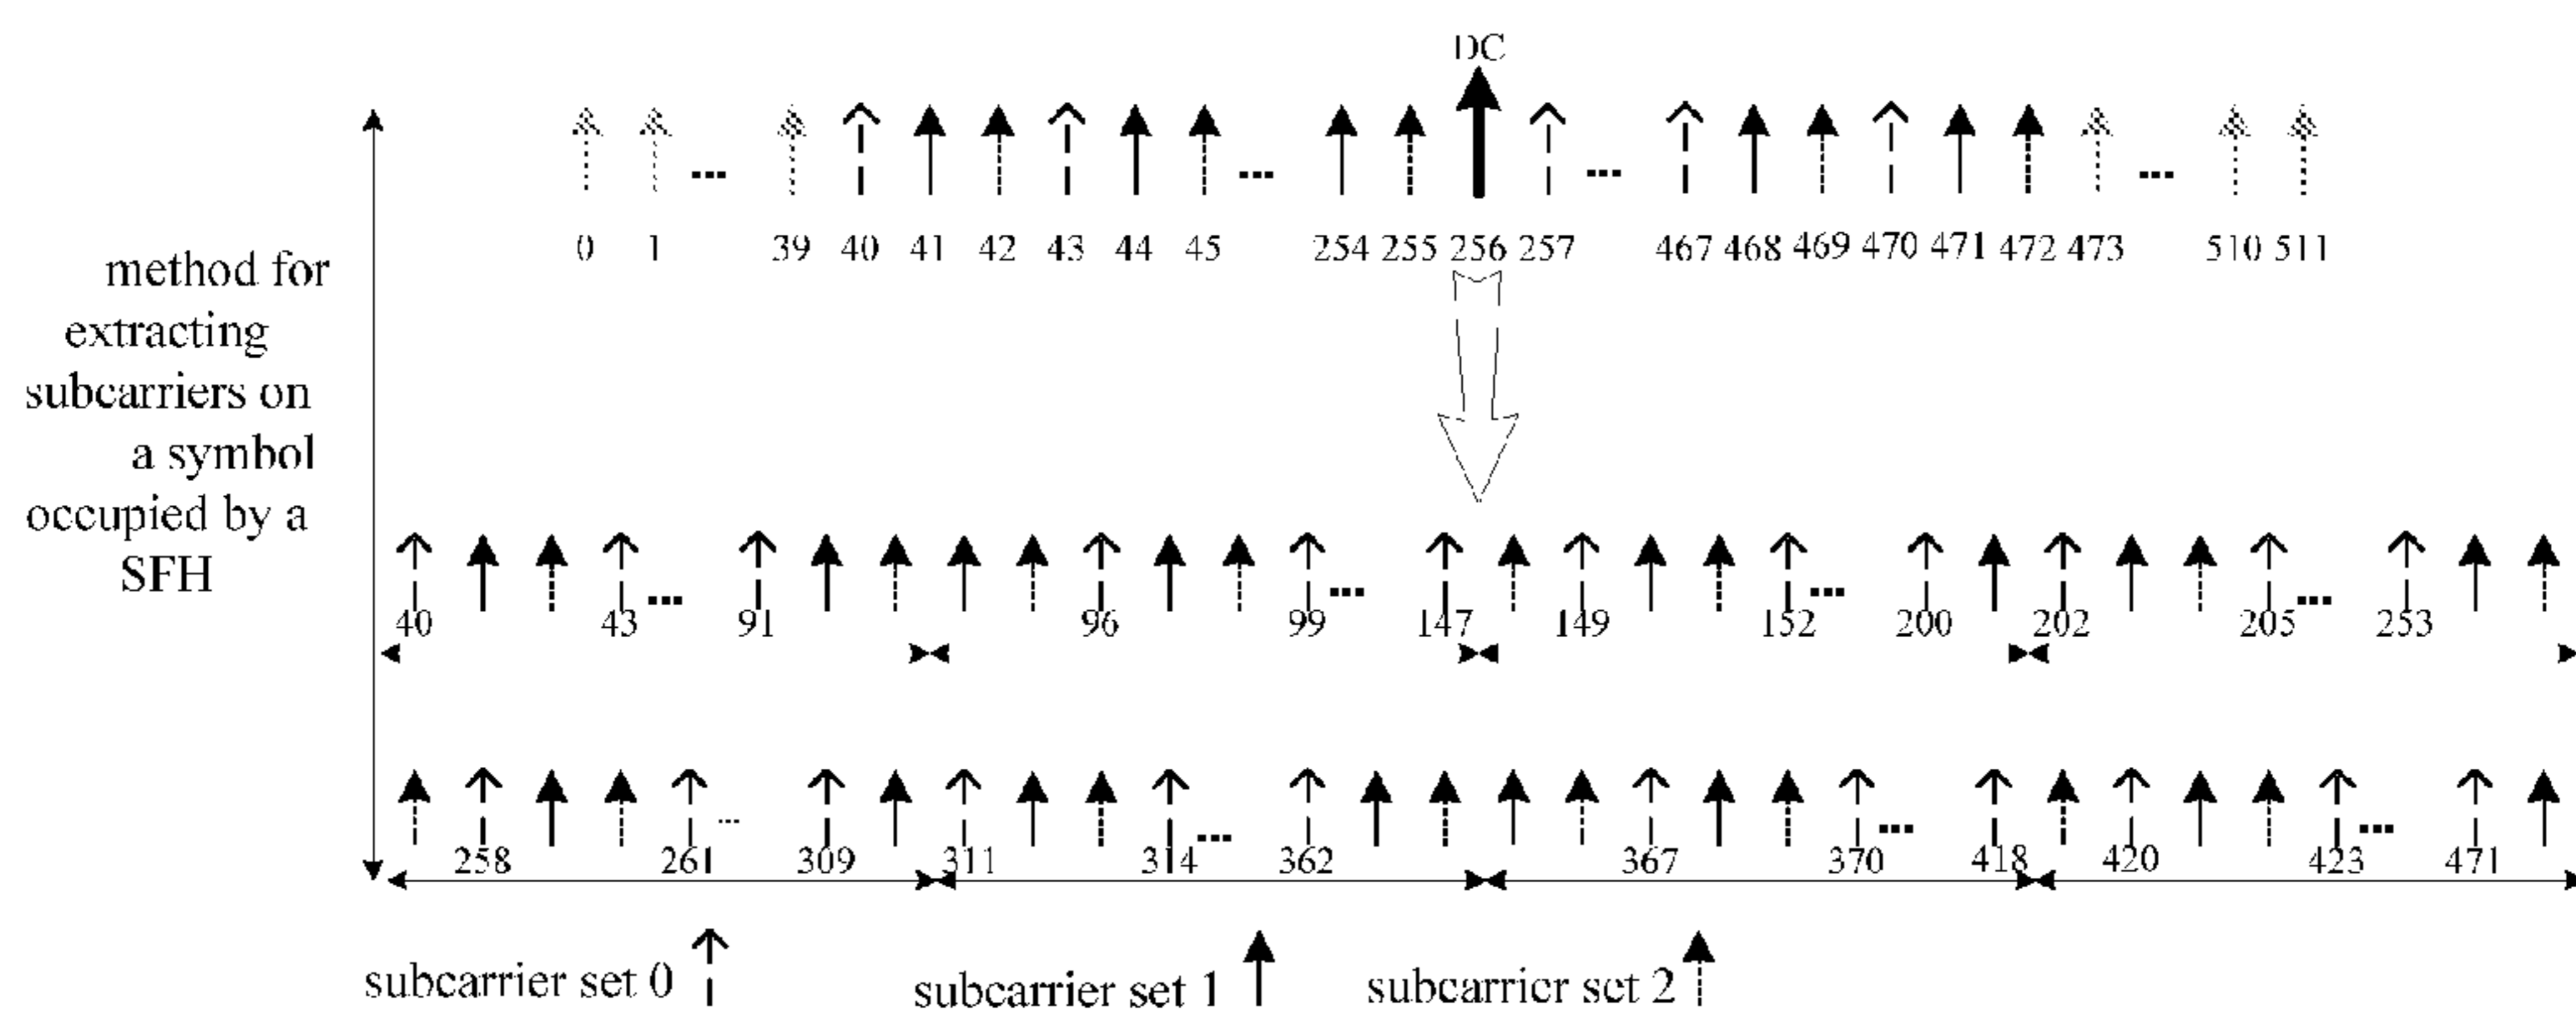 DC
0 1 ... 39 40 41 42 43 44 45 ... 254 255 256 257 ... 467 468 469 470 471 472 473 ... 510 511
method for
extracting
subcarriers on
a symbol
occupied by a
SFH
40 43 ... 91 96 99 ... 147 149 152 ... 200 202 205 ... 253
258 261 ... 309 311 314 ... 362 367 370 ... 418 420 423 ... 471
subcarrier set 0 subcarrier set 1 subcarrier set 2